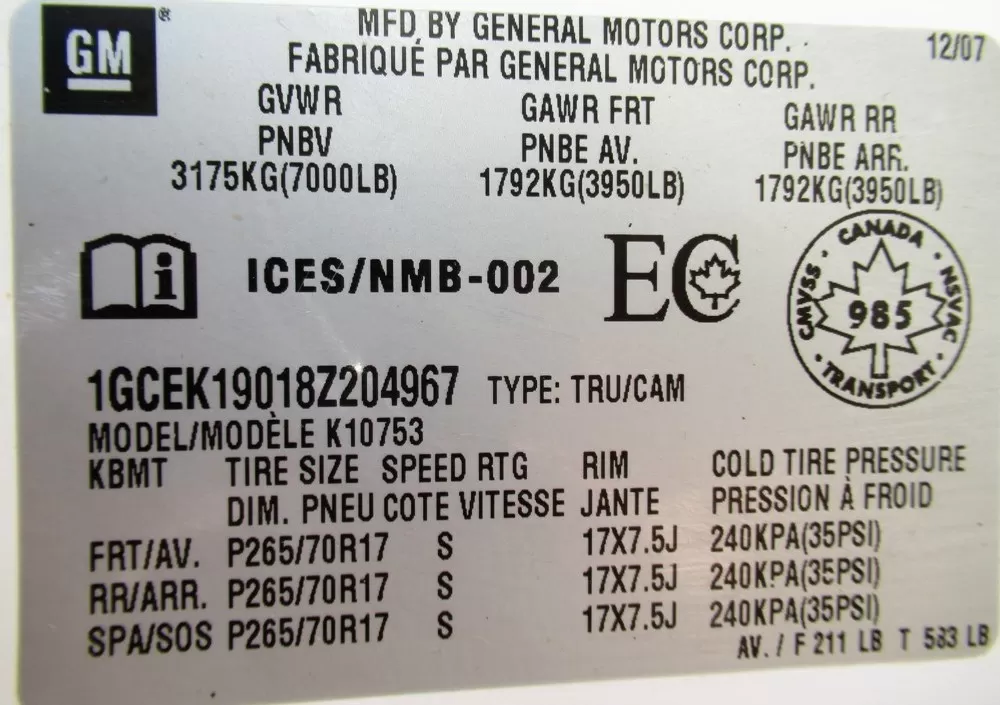 GM®
MFD BY GENERAL MOTORS CORP.
12/07
FABRIQUÉ PAR GENERAL MOTORS CORP.
GVWR GAWR FRT GAWR RR
PNBV PNBE AV. PNBE ARR.
3175KG(7000LB) 1792KG(3950LB) 1792KG(3950LB)
i ICES/NMB-002 EC
CANADA
CMVSS 985 NSVAC
TRANSPORT
1GCEK19018Z204967 TYPE: TRU/CAM
MODEL/MODÈLE K10753
KBMT TIRE SIZE SPEED RTG RIM COLD TIRE PRESSURE
DIM. PNEU COTE VITESSE JANTE PRESSION À FROID
FRT/AV. P265/70R17 S 17X7.5J 240KPA(35PSI)
RR/ARR. P265/70R17 S 17X7.5J 240KPA(35PSI)
SPA/SOS P265/70R17 S 17X7.5J 240KPA(35PSI)
AV. / F 211 LB T LB